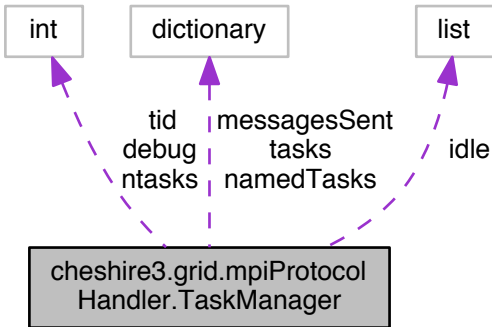 int
dictionary
list
tid
debug
ntasks
messagesSent
tasks
namedTasks
idle
cheshire3.grid.mpiProtocol
Handler.TaskManager